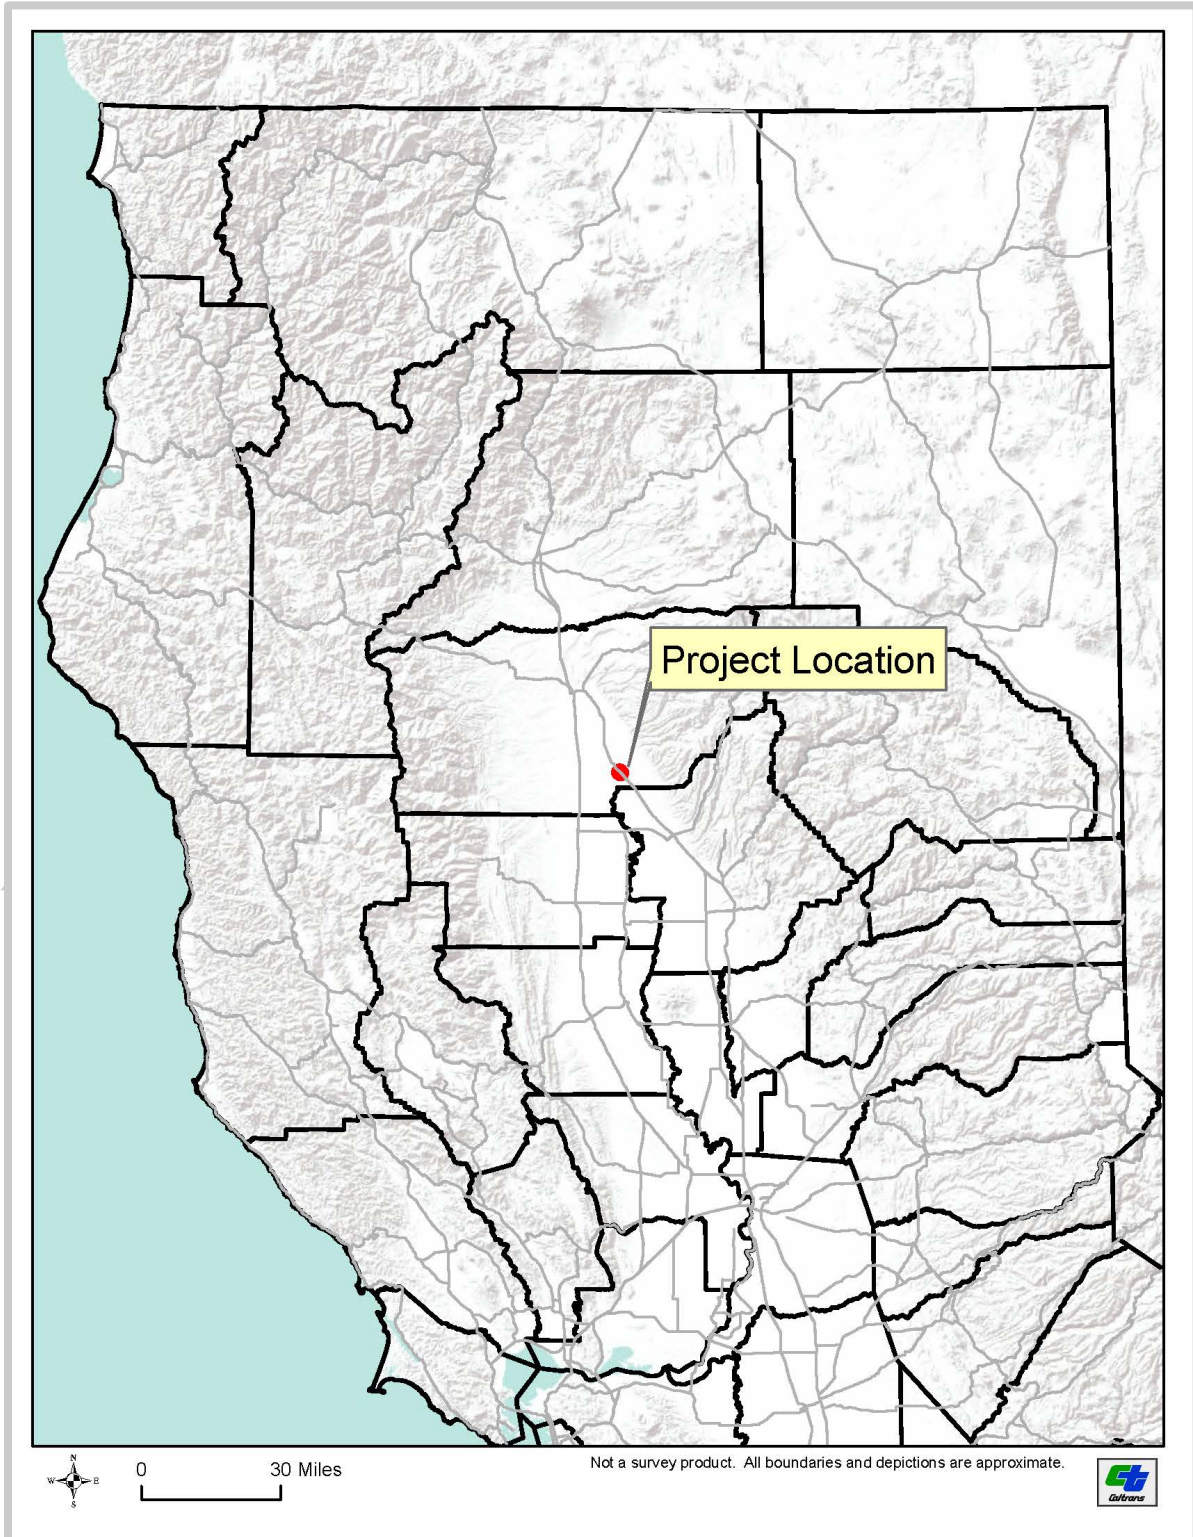 Project Location
N
W E
S
0 30 Miles
Not a survey product. All boundaries and depictions are approximate.
Caltrans